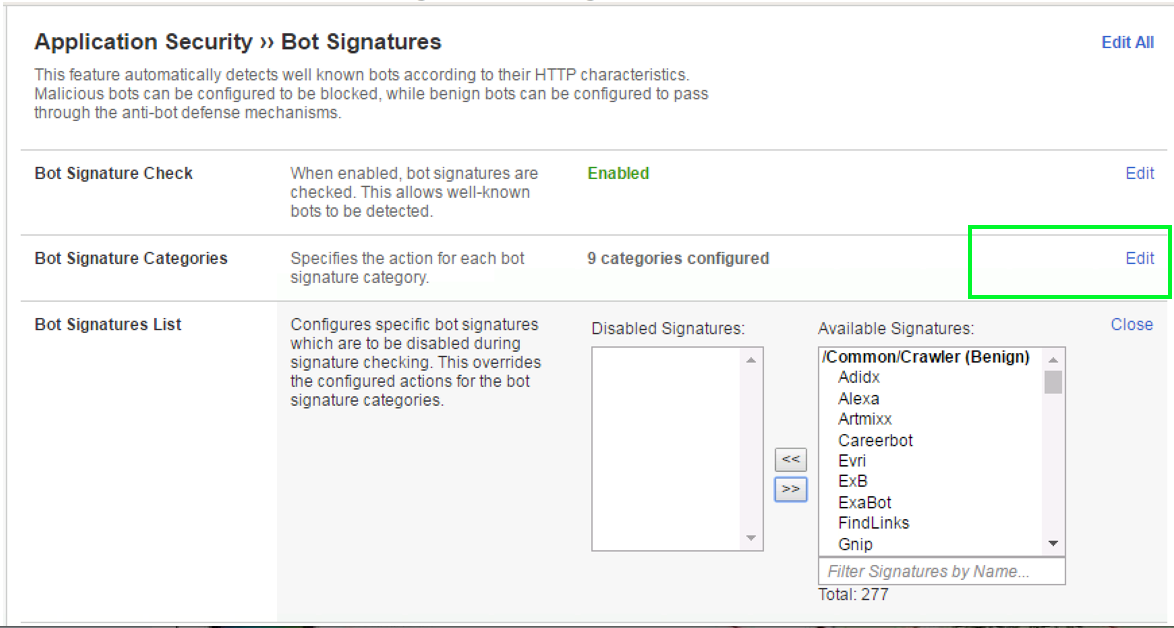 Application Security ›› Bot Signatures
Edit All
This feature automatically detects well known bots according to their HTTP characteristics.
Malicious bots can be configured to be blocked, while benign bots can be configured to pass
through the anti-bot defense mechanisms.
Bot Signature Check
When enabled, bot signatures are
checked. This allows well-known
bots to be detected.
Enabled
Edit
Bot Signature Categories
Specifies the action for each bot
signature category.
9 categories configured
Edit
Bot Signatures List
Configures specific bot signatures
which are to be disabled during
signature checking. This overrides
the configured actions for the bot
signature categories.
Disabled Signatures:
<<
>>
Available Signatures:
/Common/Crawler (Benign)
Adidx
Alexa
Artmixx
Careerbot
Evri
ExB
ExaBot
FindLinks
Gnip
Filter Signatures by Name...
Total: 277
Close